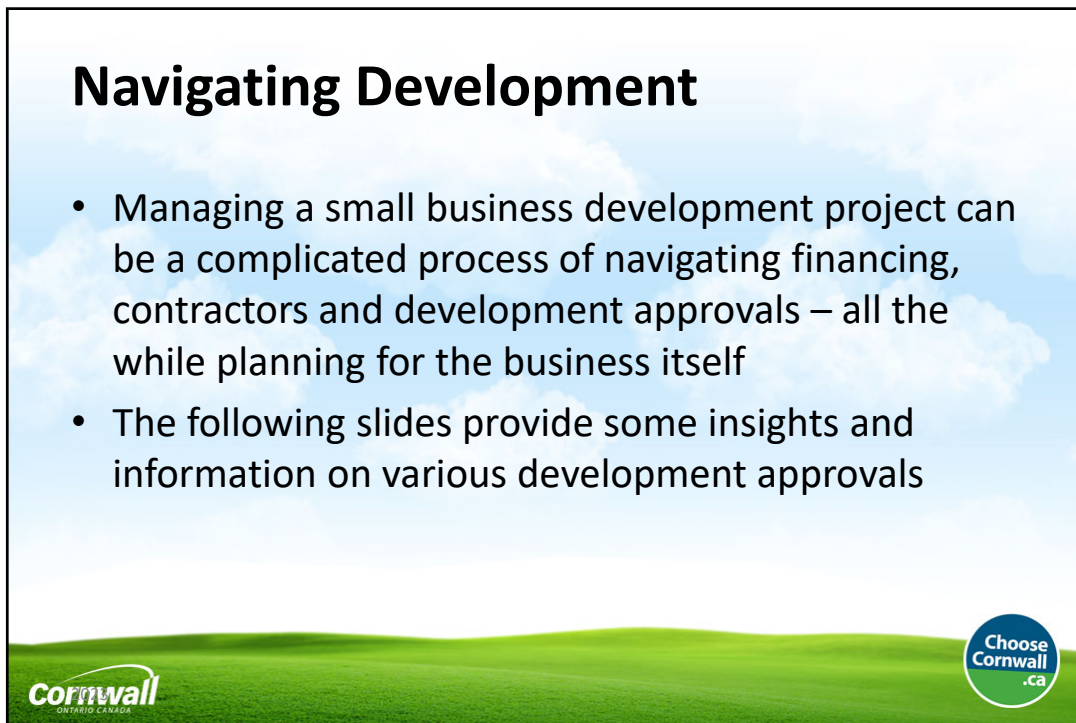 Navigating Development
• Managing a small business development project can
be a complicated process of navigating financing,
contractors and development approvals – all the
while planning for the business itself
• The following slides provide some insights and
information on various development approvals
Choose
Cornwall
.ca
Cornwall
2023
ONTARIO CANADA